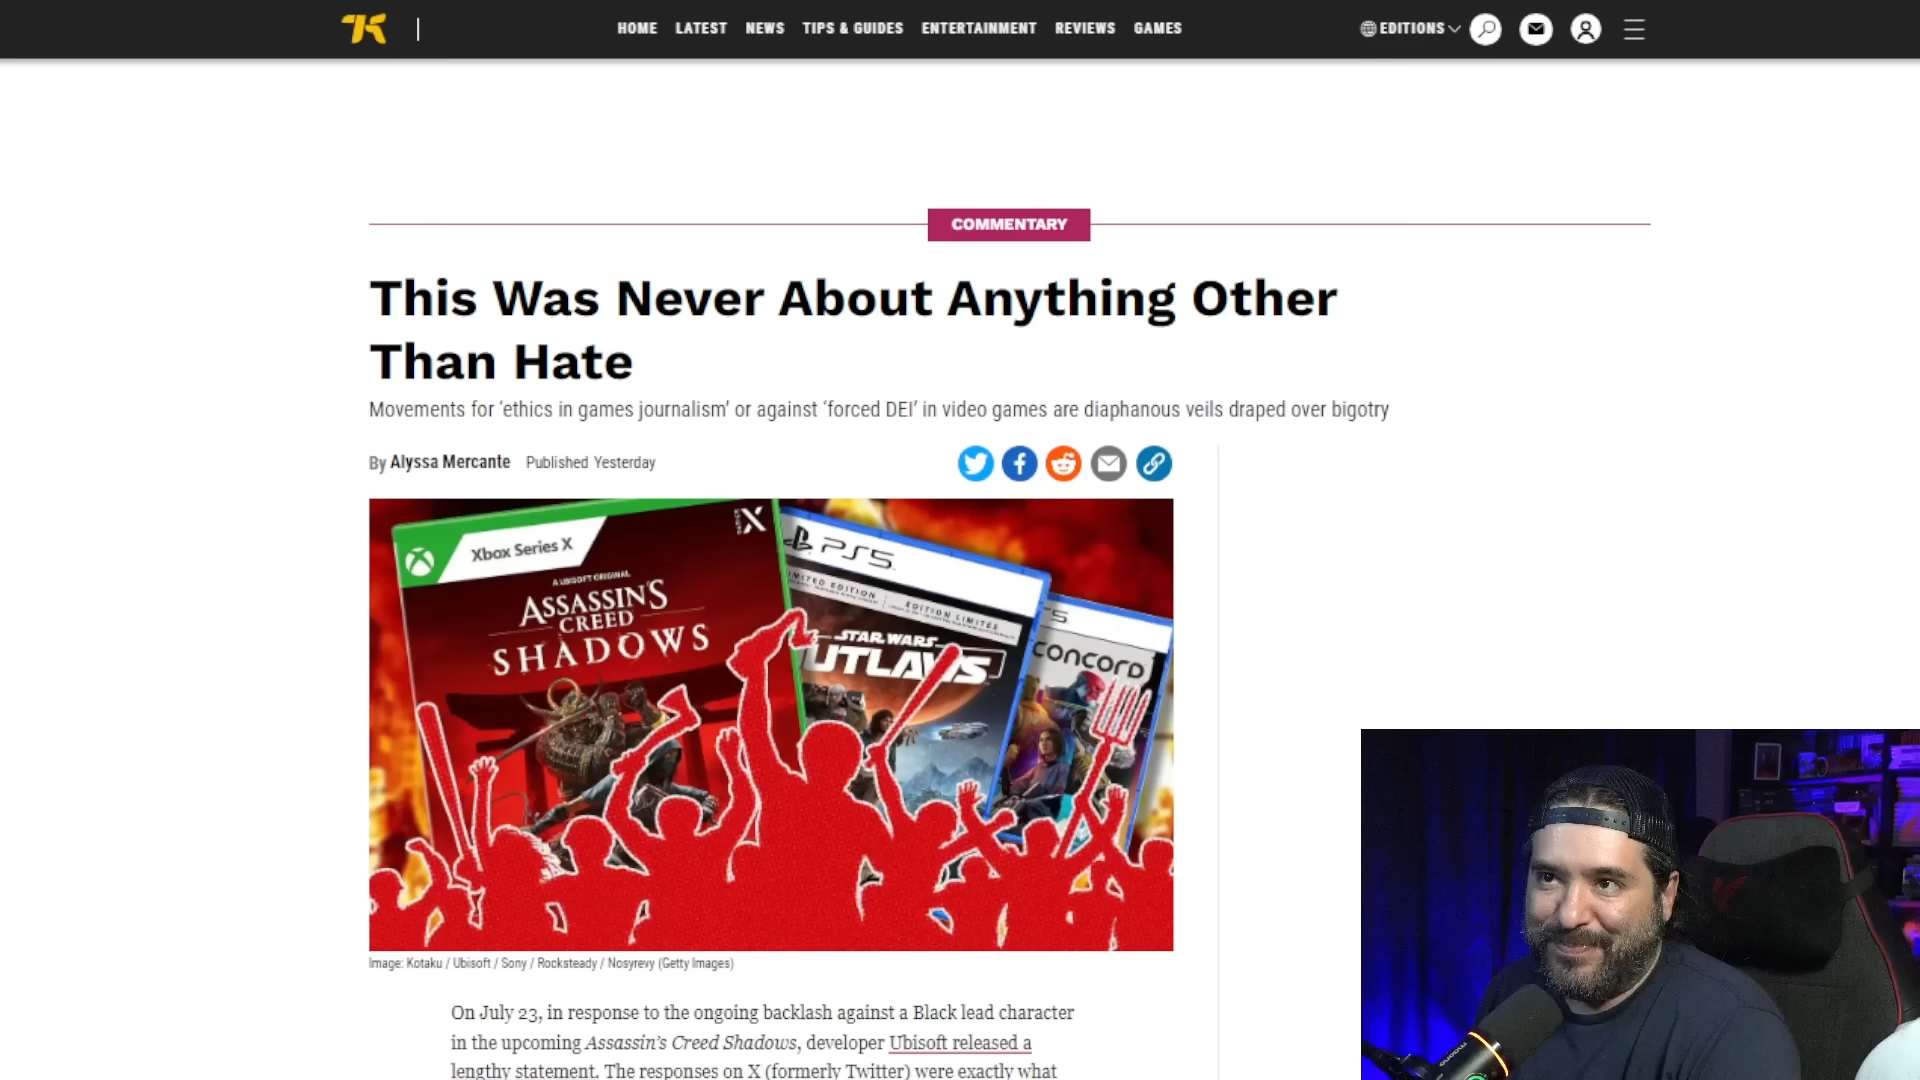 HOME LATEST NEWS TIPS & GUIDES ENTERTAINMENT REVIEWS GAMES EDITIONS
COMMENTARY
This Was Never About Anything Other
Than Hate
Movements for ‘ethics in games journalism’ or against ‘forced DEI’ in video games are diaphanous veils draped over bigotry
By Alyssa Mercante Published Yesterday
Xbox Series X
A UBISOFT ORIGINAL
ASSASSIN'S
CREED
SHADOWS
PS5
LIMITED EDITION EDITION LIMITÉE
STAR WARS
OUTLAWS
CONCORD
Image: Kotaku / Ubisoft / Sony / Rocksteady / Nosyrevy (Getty Images)
On July 23, in response to the ongoing backlash against a Black lead character
in the upcoming Assassin’s Creed Shadows, developer Ubisoft released a
lengthy statement. The responses on X (formerly Twitter) were exactly what